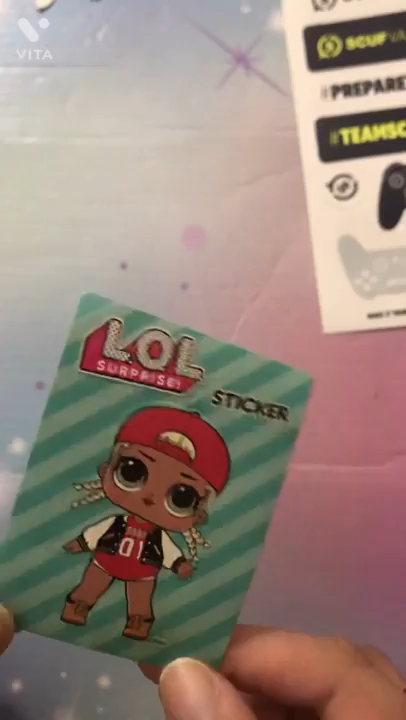 VITA
SCUF
#PREPARE
#TEAMSC
L.O.L.
SURPRISE!
STICKER
01